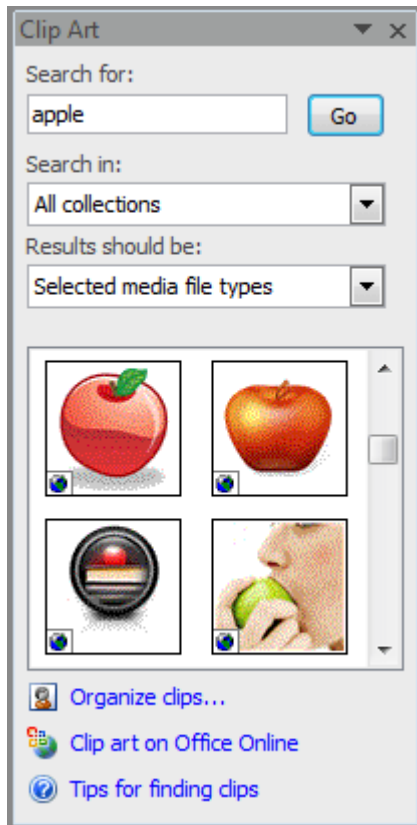 Clip Art
Search for:
apple
Go
Search in:
All collections
Results should be:
Selected media file types
Organize clips...
Clip art on Office Online
Tips for finding clips